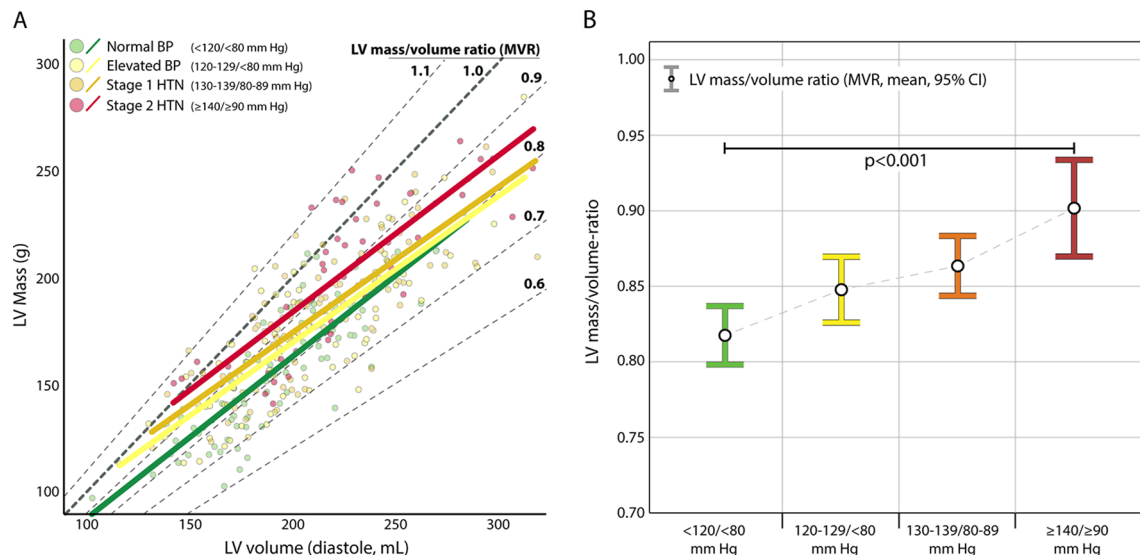 A
Normal BP (<120/<80 mm Hg)
Elevated BP (120-129/<80 mm Hg)
Stage 1 HTN (130-139/80-89 mm Hg)
Stage 2 HTN (≥140/≥90 mm Hg)
LV mass/volume ratio (MVR)
1.1 1.0 0.9
0.8
0.7
0.6
300
250
200
150
100
LV Mass (g)
100 150 200 250 300
LV volume (diastole, mL)
B
LV mass/volume ratio (MVR, mean, 95% CI)
p<0.001
1.00
0.95
0.90
0.85
0.80
0.75
0.70
LV mass/volume-ratio
<120/<80 120-129/<80 130-139/80-89 ≥140/≥90
mm Hg mm Hg mm Hg mm Hg